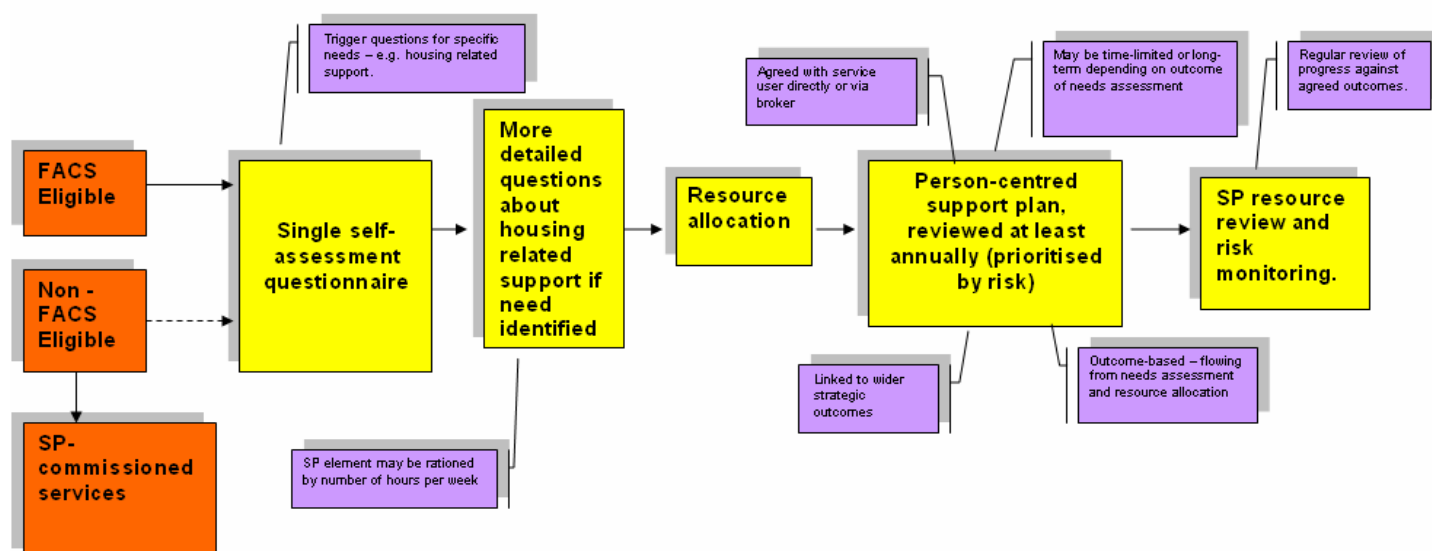 Trigger questions for specific
needs – e.g. housing related
support.
Agreed with service
user directly or via
broker
May be time-limited or long-
term depending on outcome
of needs assessment
Regular review of
progress against
agreed outcomes.
FACS
Eligible
Non -
FACS
Eligible
SP-
commissioned
services
Single self-
assessment
questionnaire
More
detailed
questions
about
housing
related
support if
need
identified
Resource
allocation
Person-centred
support plan,
reviewed at least
annually (prioritised
by risk)
SP resource
review and
risk
monitoring.
SP element may be rationed
by number of hours per week
Linked to wider
strategic
outcomes
Outcome-based – flowing
from needs assessment
and resource allocation